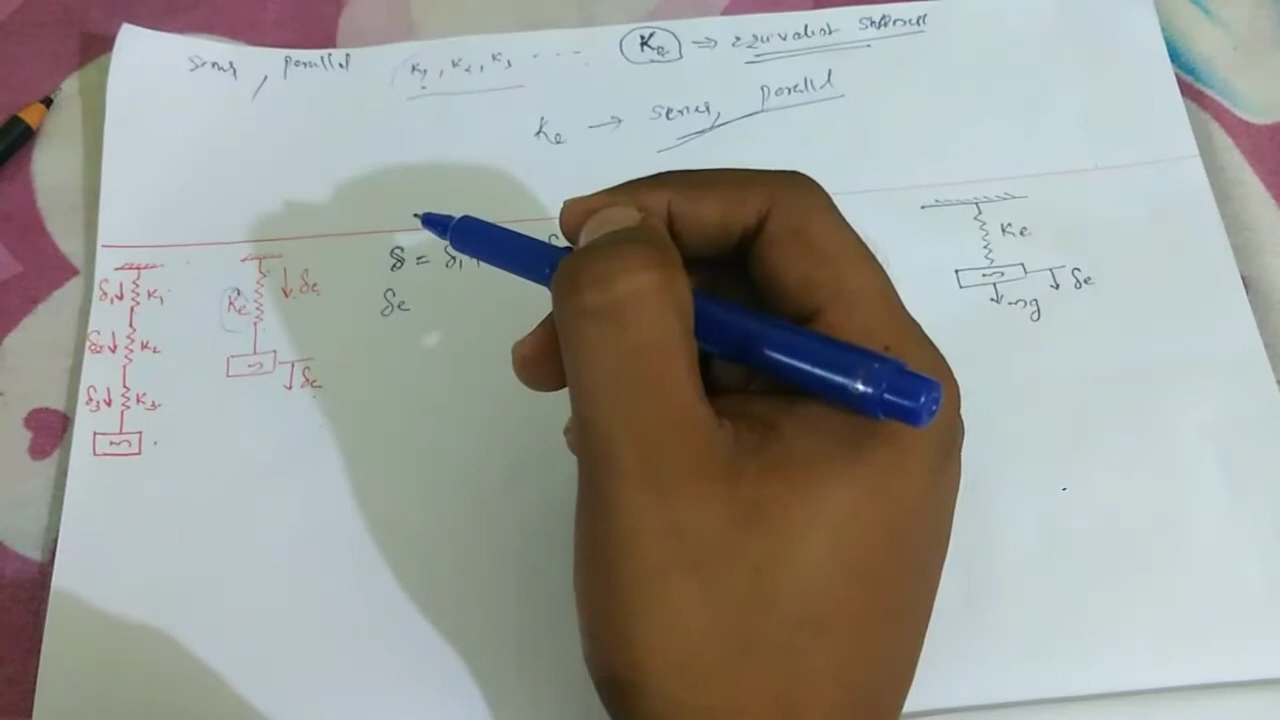 series, parallel K1, K2, K3 ..... Ke ⇒ equivalent stiffness
Ke → series, parallel
δ1↓ K1
δ2↓ K2
δ3↓ K3
m
Ke ↓δe
m ↓δe
δ = δ1+
δe
Ke
m ↓δe
↓mg